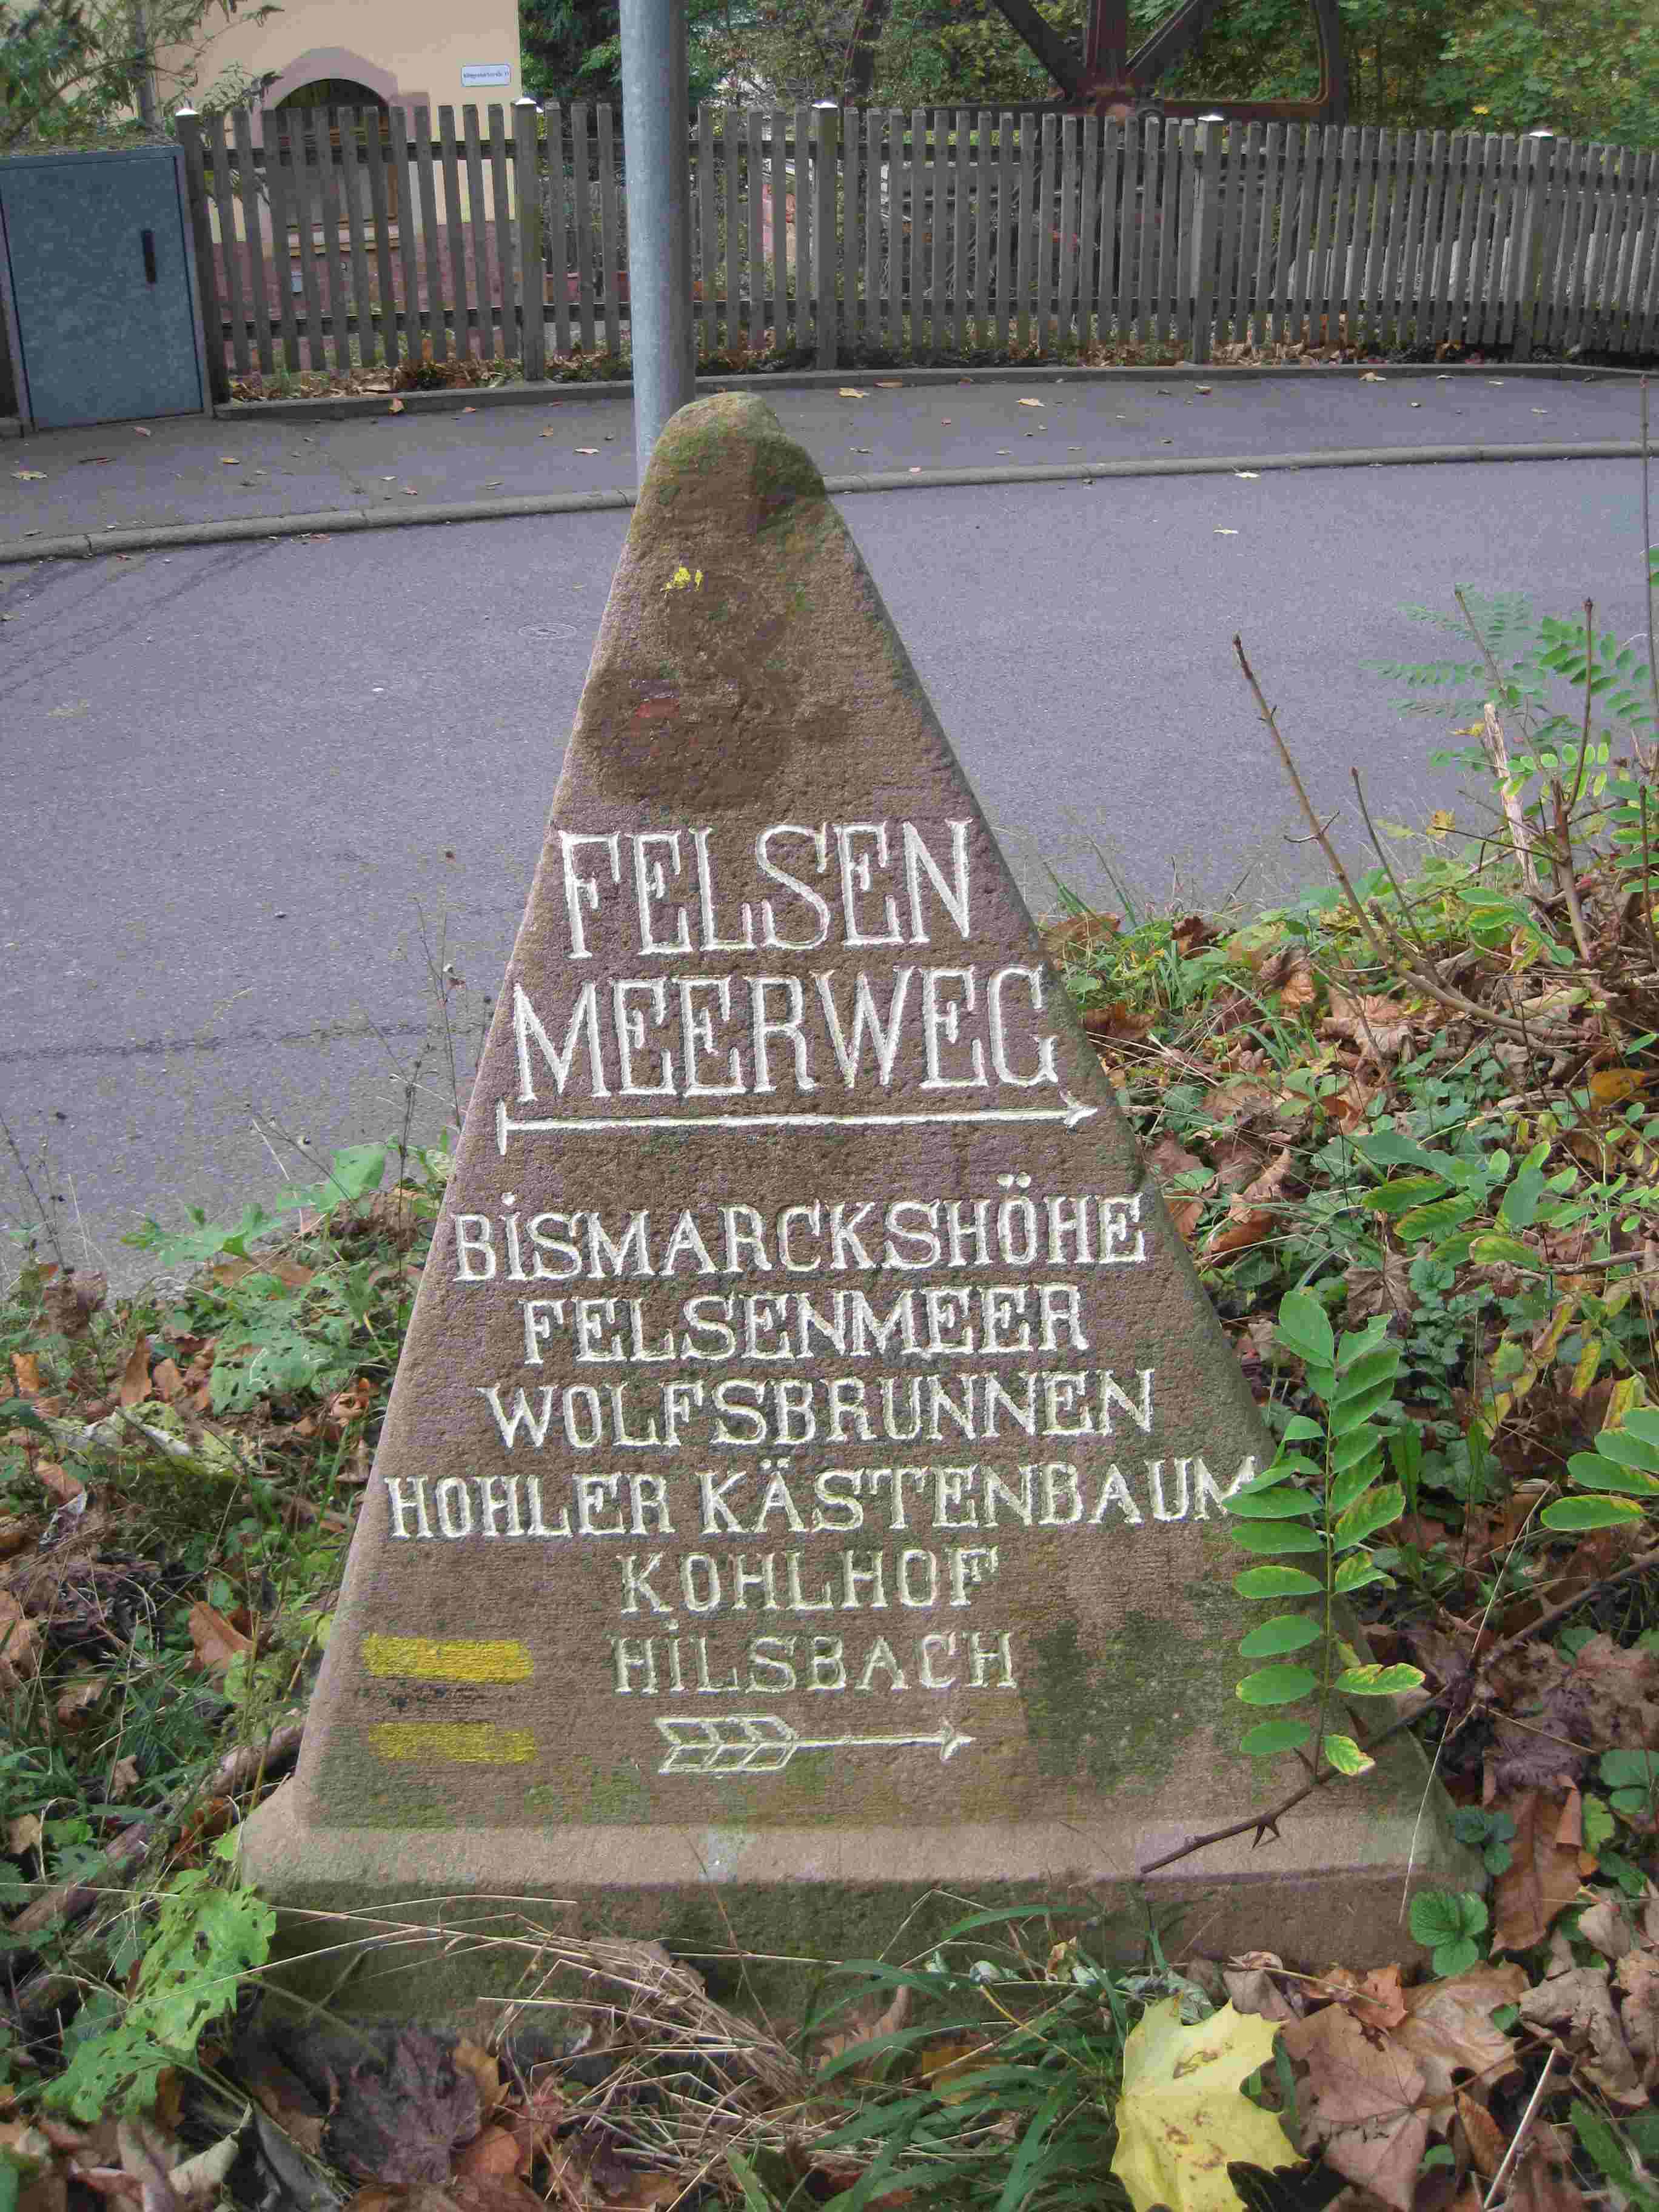 FELSEN
MEERWEG
BISMARCKSHÖHE
FELSENMEER
WOLFSBRUNNEN
HOHLER KÄSTENBAUM
KOHLHOF
HILSBACH